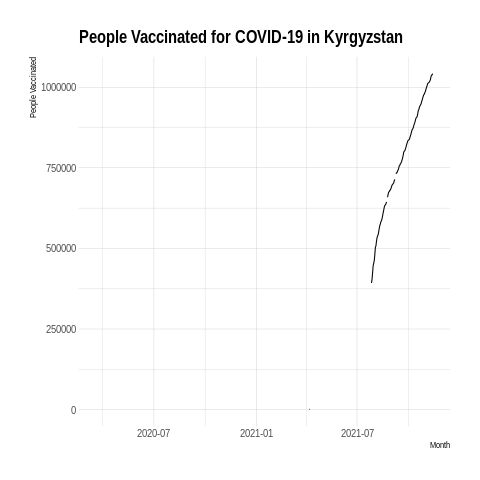 People Vaccinated for COVID-19 in Kyrgyzstan
People Vaccinated
1000000
750000
500000
250000
0
2020-07 2021-01 2021-07
Month